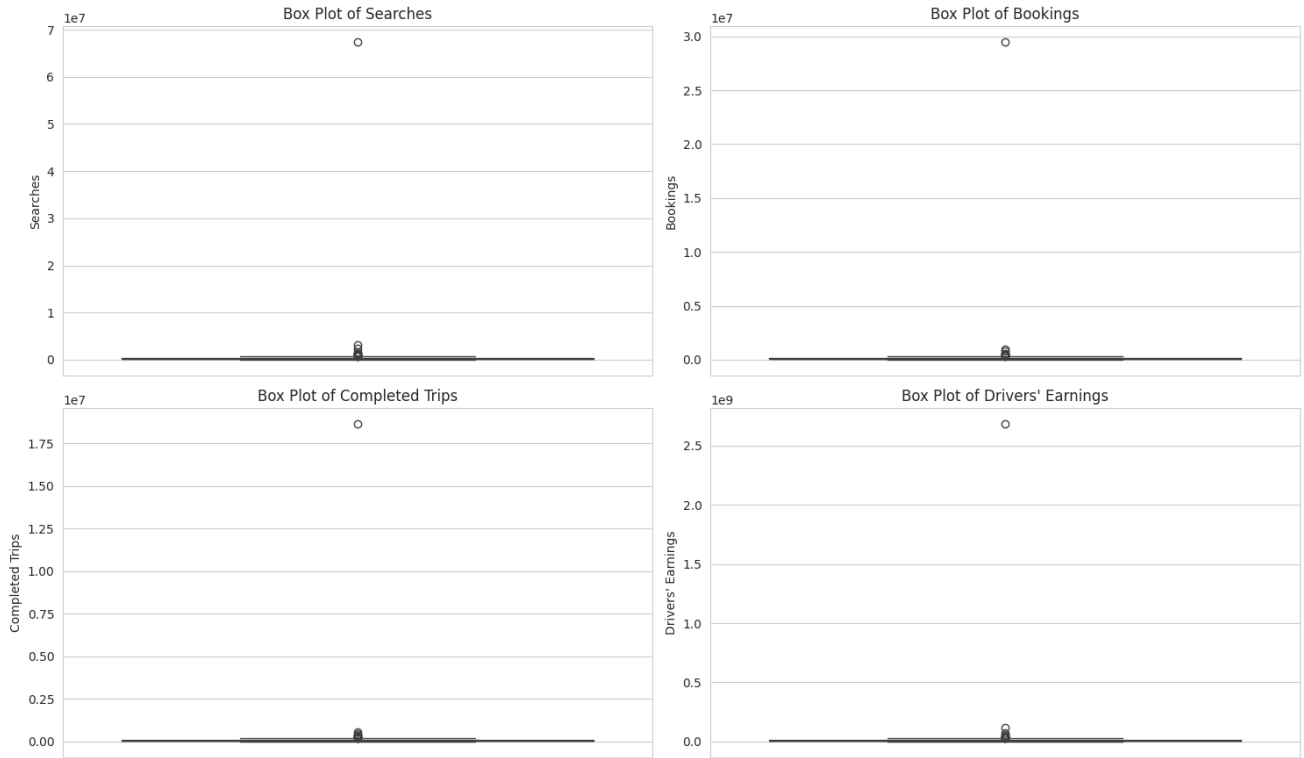 Box Plot of Searches
1e7
7
6
5
4
3
2
1
0
Searches
Box Plot of Bookings
1e7
3.0
2.5
2.0
1.5
1.0
0.5
0.0
Bookings
Box Plot of Completed Trips
1e7
1.75
1.50
1.25
1.00
0.75
0.50
0.25
0.00
Completed Trips
Box Plot of Drivers' Earnings
1e9
2.5
2.0
1.5
1.0
0.5
0.0
Drivers' Earnings